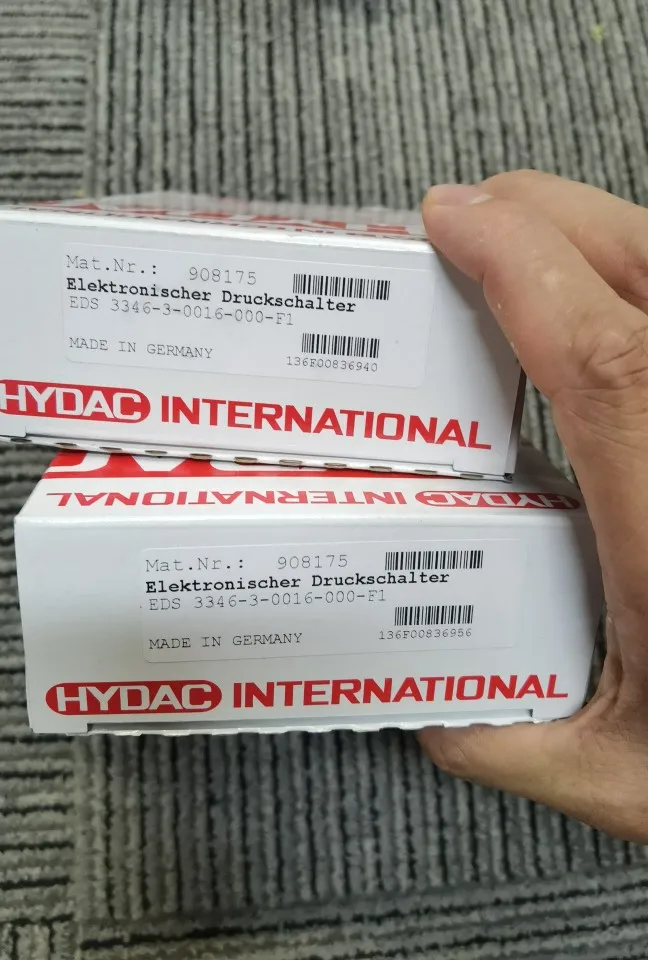 Mat.Nr.: 908175
Elektronischer Druckschalter
EDS 3346-3-0016-000-F1
MADE IN GERMANY
136F00836940
HYDAC INTERNATIONAL
HYDAC INTERNATIONAL
Mat.Nr.: 908175
Elektronischer Druckschalter
EDS 3346-3-0016-000-F1
MADE IN GERMANY
136F00836956
HYDAC INTERNATIONAL